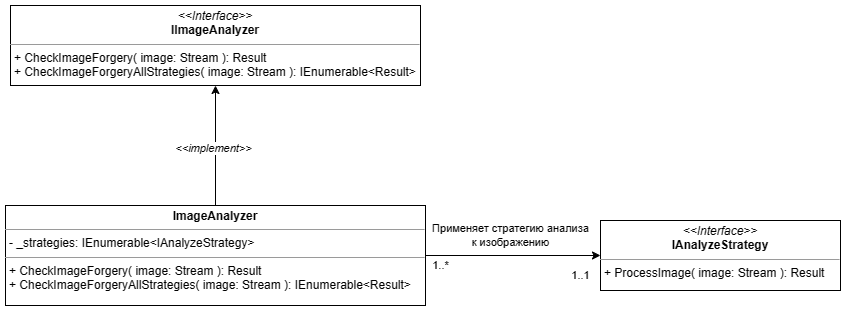 <<Interface>>
IImageAnalyzer
+ CheckImageForgery( image: Stream ): Result
+ CheckImageForgeryAllStrategies( image: Stream ): IEnumerable<Result>
<<implement>>
ImageAnalyzer
- _strategies: IEnumerable<IAnalyzeStrategy>
+ CheckImageForgery( image: Stream ): Result
+ CheckImageForgeryAllStrategies( image: Stream ): IEnumerable<Result>
Применяет стратегию анализа
к изображению
1..*
1..1
<<Interface>>
IAnalyzeStrategy
+ ProcessImage( image: Stream ): Result